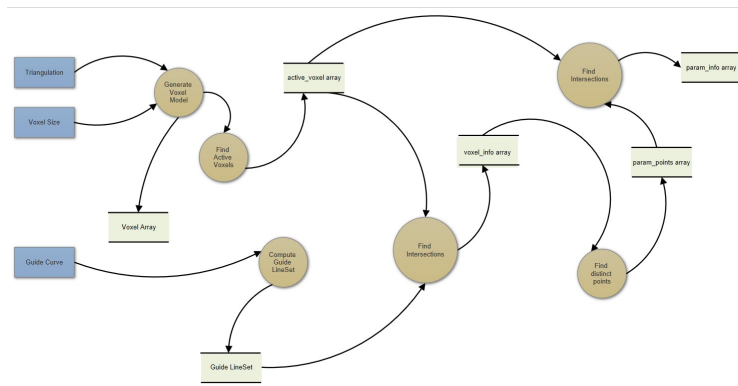 Triangulation
Generate
Voxel
Model
active_voxel array
Find
Intersections
param_info array
Voxel Size
Find
Active
Voxels
voxel_info array
param_points array
Voxel Array
Guide Curve
Compute
Guide
LineSet
Find
Intersections
Find
distinct
points
Guide LineSet